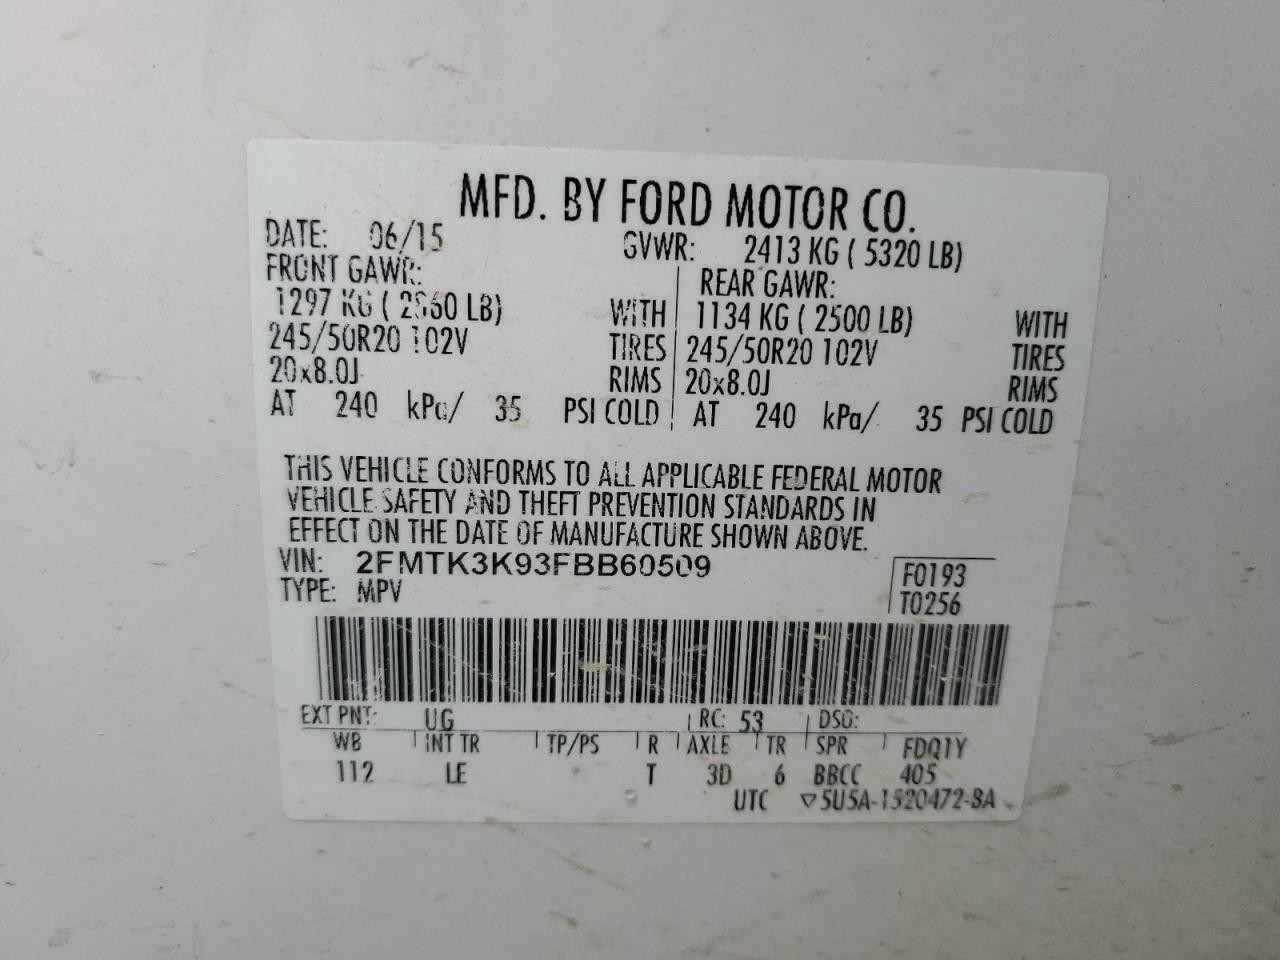 MFD. BY FORD MOTOR CO.
DATE: 06/15 GVWR: 2413 KG ( 5320 LB)
FRONT GAWR: REAR GAWR:
1297 KG ( 2860 LB) WITH 1134 KG ( 2500 LB) WITH
245/50R20 102V TIRES 245/50R20 102V TIRES
20x8.0J RIMS 20x8.0J RIMS
AT 240 kPa/ 35 PSI COLD AT 240 kPa/ 35 PSI COLD
THIS VEHICLE CONFORMS TO ALL APPLICABLE FEDERAL MOTOR
VEHICLE SAFETY AND THEFT PREVENTION STANDARDS IN
EFFECT ON THE DATE OF MANUFACTURE SHOWN ABOVE.
VIN: 2FMTK3K93FBB60509 F0193
TYPE: MPV T0256
EXT PNT: UG RC: 53 DSO:
WB INT TR TP/PS R AXLE TR SPR FDQ1Y
112 LE T 3D 6 BBCC 405
UTC ▽5U5A-1520472-BA